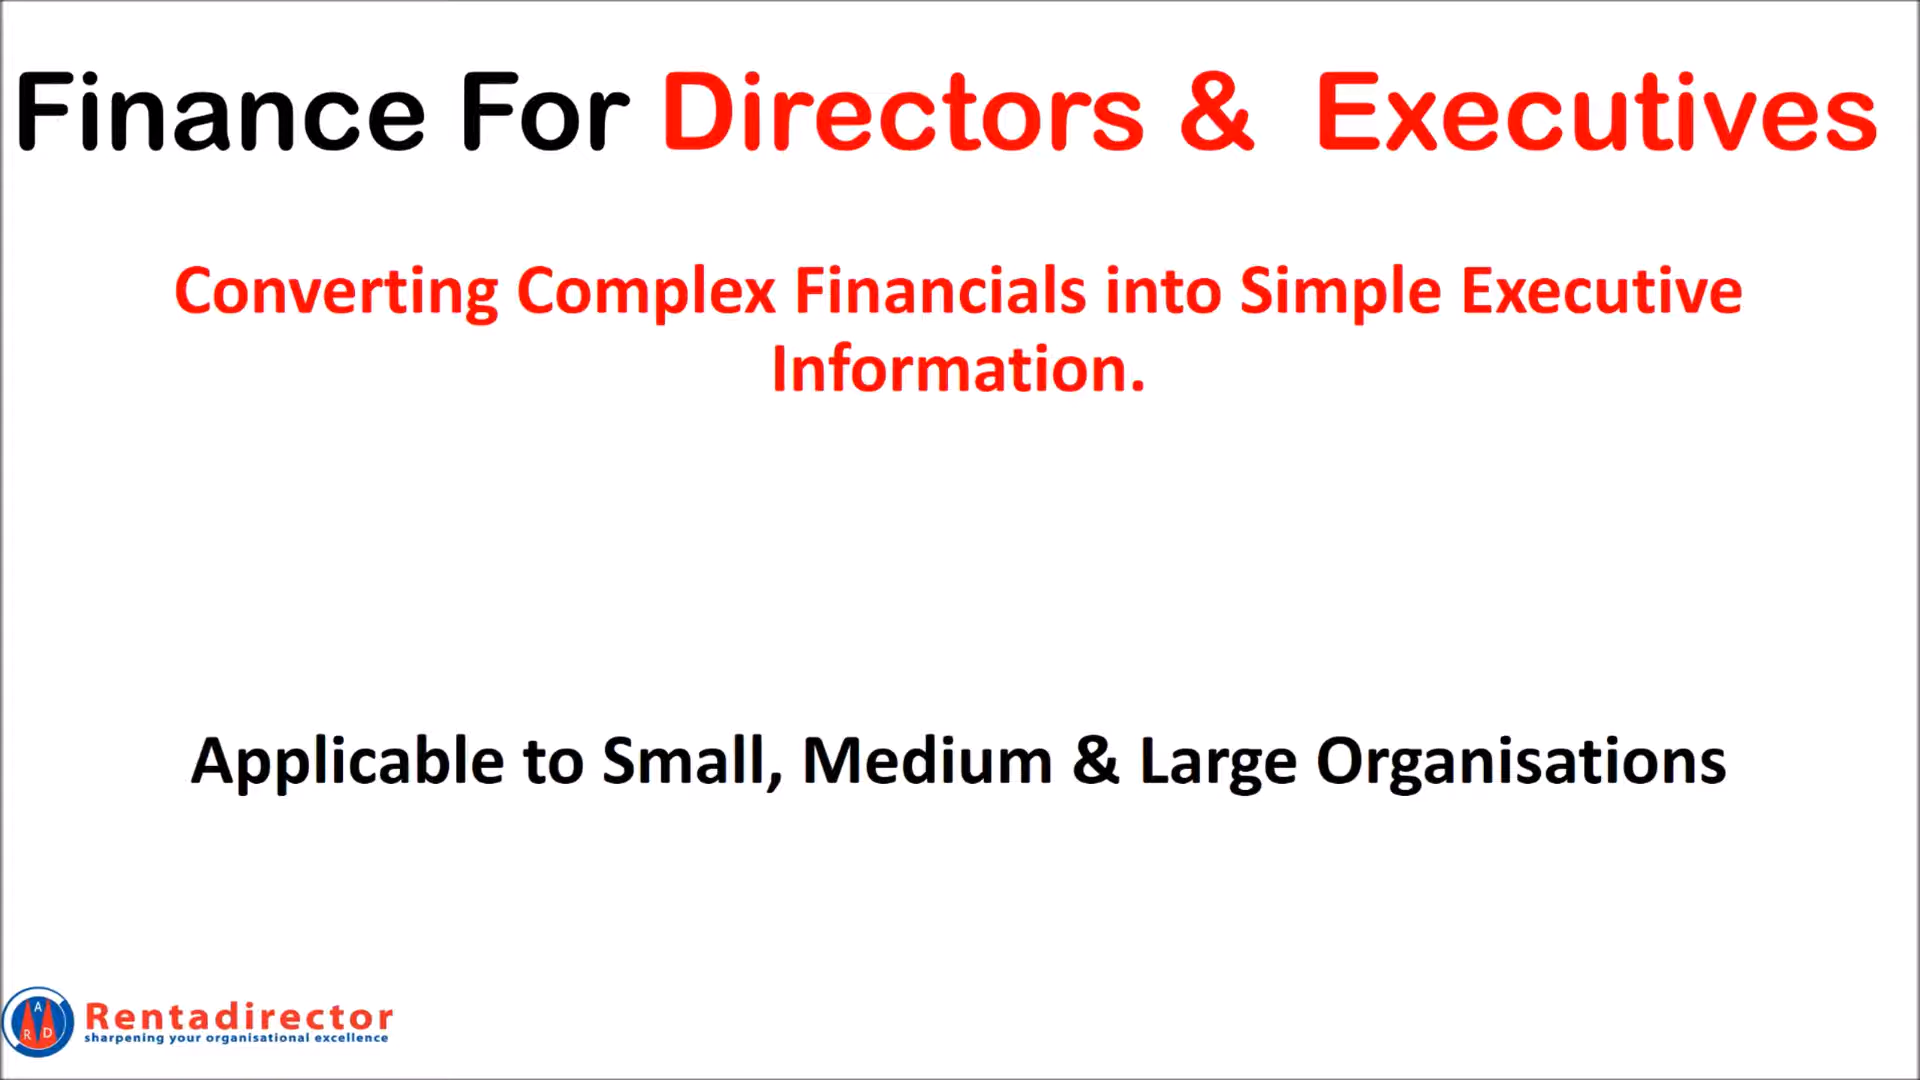 Finance For Directors & Executives
Converting Complex Financials into Simple Executive
Information.
Applicable to Small, Medium & Large Organisations
A
R D
Rentadirector
sharpening your organisational excellence